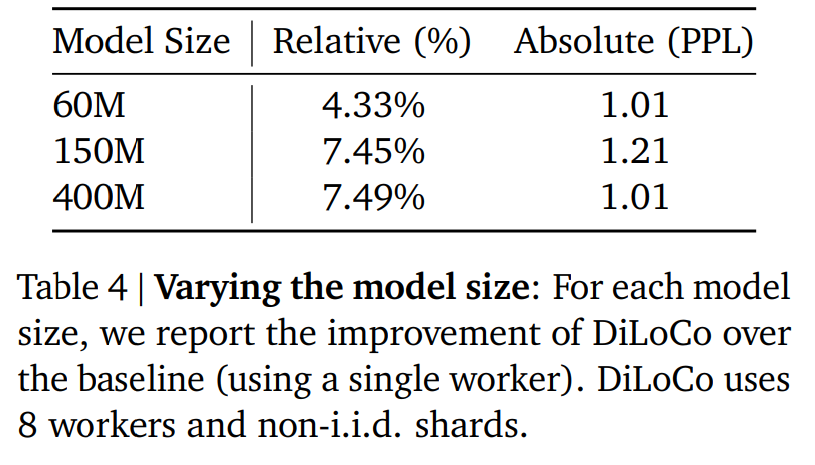 Model Size Relative (%) Absolute (PPL)
60M 4.33% 1.01
150M 7.45% 1.21
400M 7.49% 1.01
Table 4 | Varying the model size: For each model
size, we report the improvement of DiLoCo over
the baseline (using a single worker). DiLoCo uses
8 workers and non-i.i.d. shards.